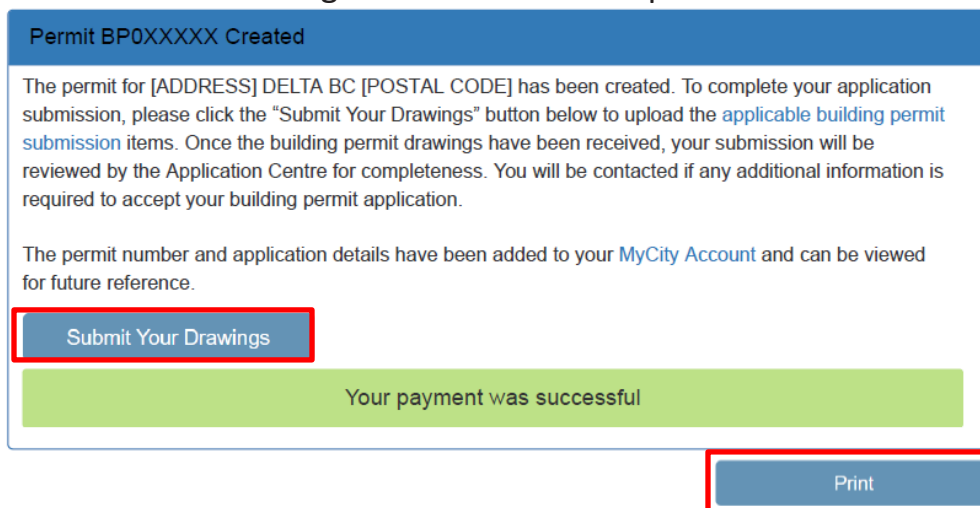 Permit BP0XXXXX Created
The permit for [ADDRESS] DELTA BC [POSTAL CODE] has been created. To complete your application
submission, please click the “Submit Your Drawings” button below to upload the applicable building permit
submission items. Once the building permit drawings have been received, your submission will be
reviewed by the Application Centre for completeness. You will be contacted if any additional information is
required to accept your building permit application.
The permit number and application details have been added to your MyCity Account and can be viewed
for future reference.
Submit Your Drawings
Your payment was successful
Print